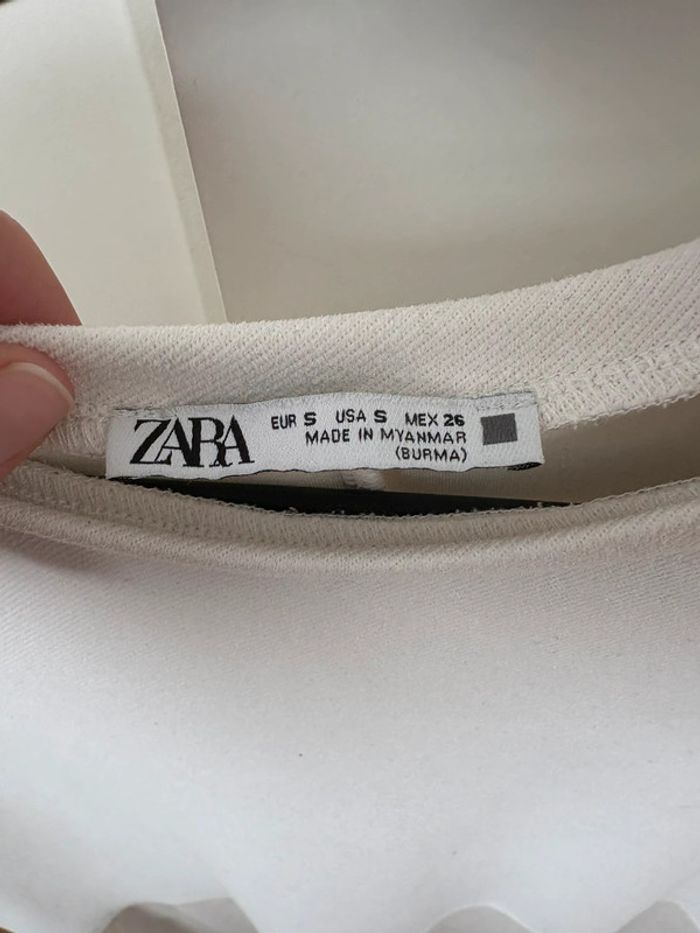 ZARA
EUR S USA S MEX 26
MADE IN MYANMAR
(BURMA)